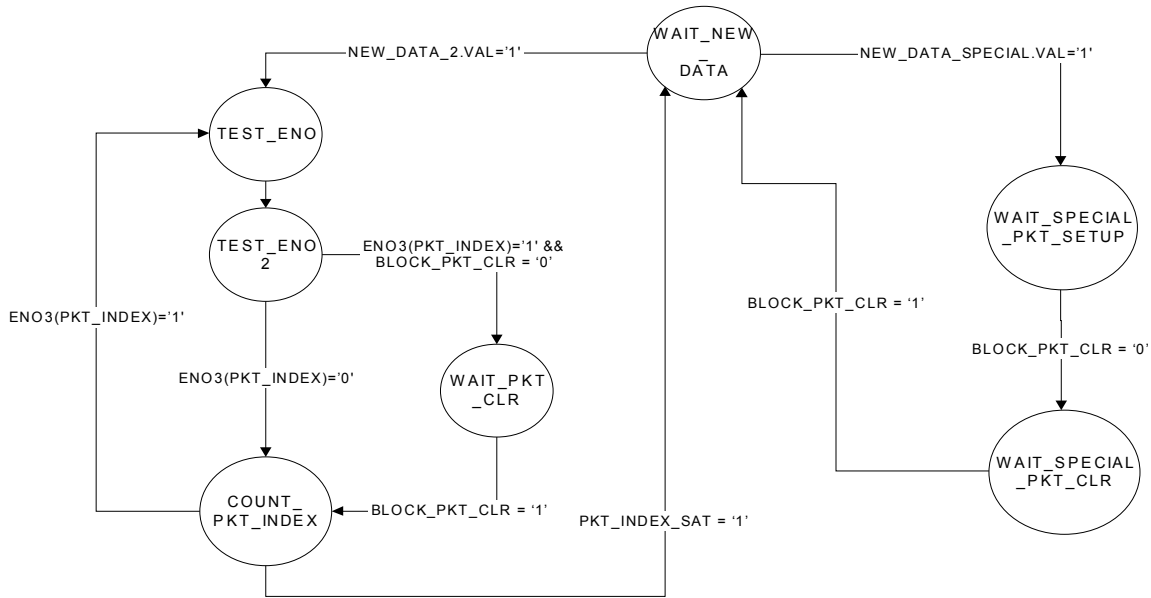 WAIT_NEW
_
DATA
NEW_DATA_2.VAL='1'
NEW_DATA_SPECIAL.VAL='1'
TEST_ENO
TEST_ENO
2
ENO3(PKT_INDEX)='1' &&
BLOCK_PKT_CLR = ‘0’
WAIT_SPECIAL
_PKT_SETUP
ENO3(PKT_INDEX)=’1'
BLOCK_PKT_CLR = ‘1’
BLOCK_PKT_CLR = ‘0’
ENO3(PKT_INDEX)=’0'
WAIT_PKT
_CLR
WAIT_SPECIAL
_PKT_CLR
COUNT_
PKT_INDEX
BLOCK_PKT_CLR = ‘1’
PKT_INDEX_SAT = ‘1’